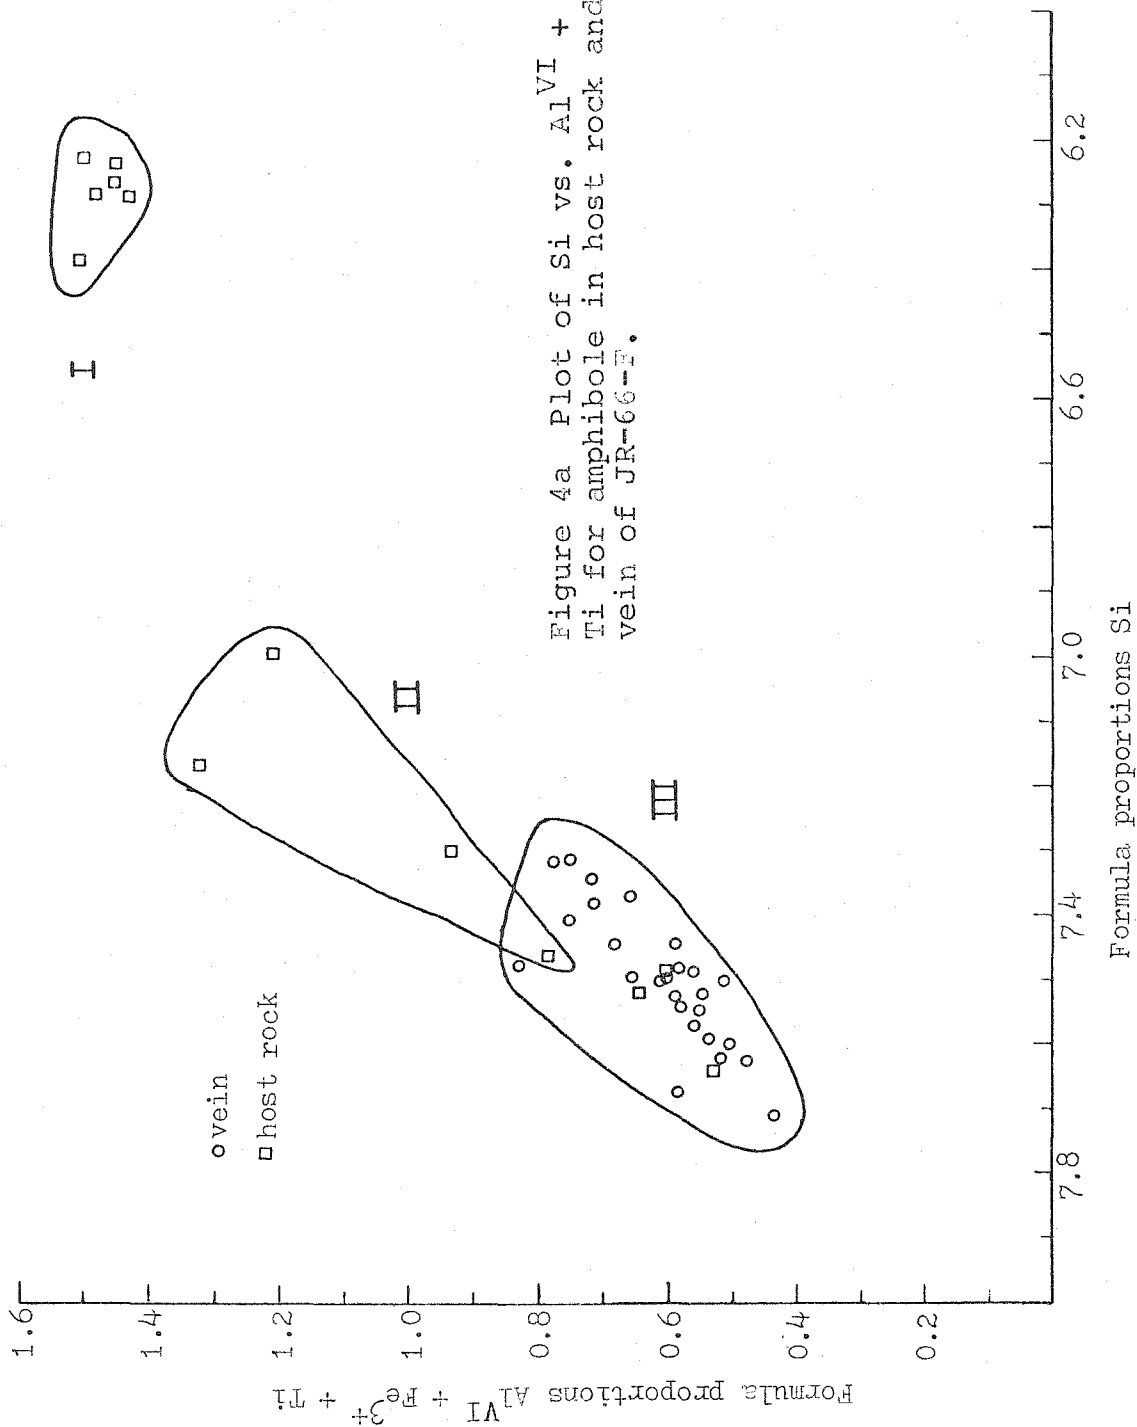 1.6
1.4
1.2
1.0
0.8
0.6
0.4
0.2
Formula proportions Al^VI + Fe^3+ + Ti
○ vein
□ host rock
I
II
III
Figure 4a Plot of Si vs. Al^VI +
Ti for amphibole in host rock and
vein of JR-66-F.
7.8
7.4
7.0
6.6
6.2
Formula proportions Si